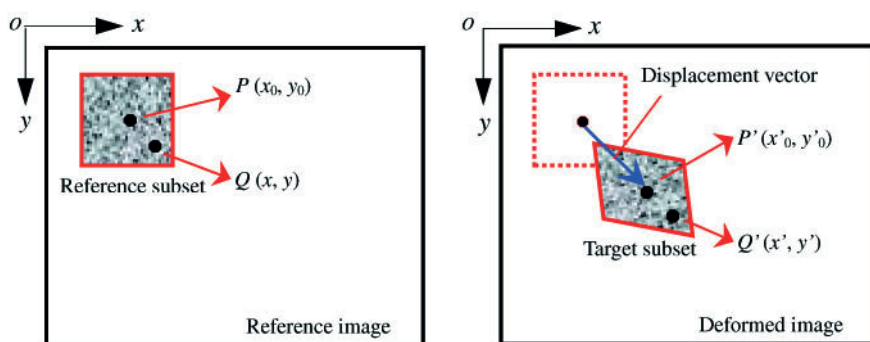 o x
y
P (x0, y0)
Q (x, y)
Reference subset
Reference image
o x
y
Displacement vector
P’ (x’0, y’0)
Q’ (x’, y’)
Target subset
Deformed image